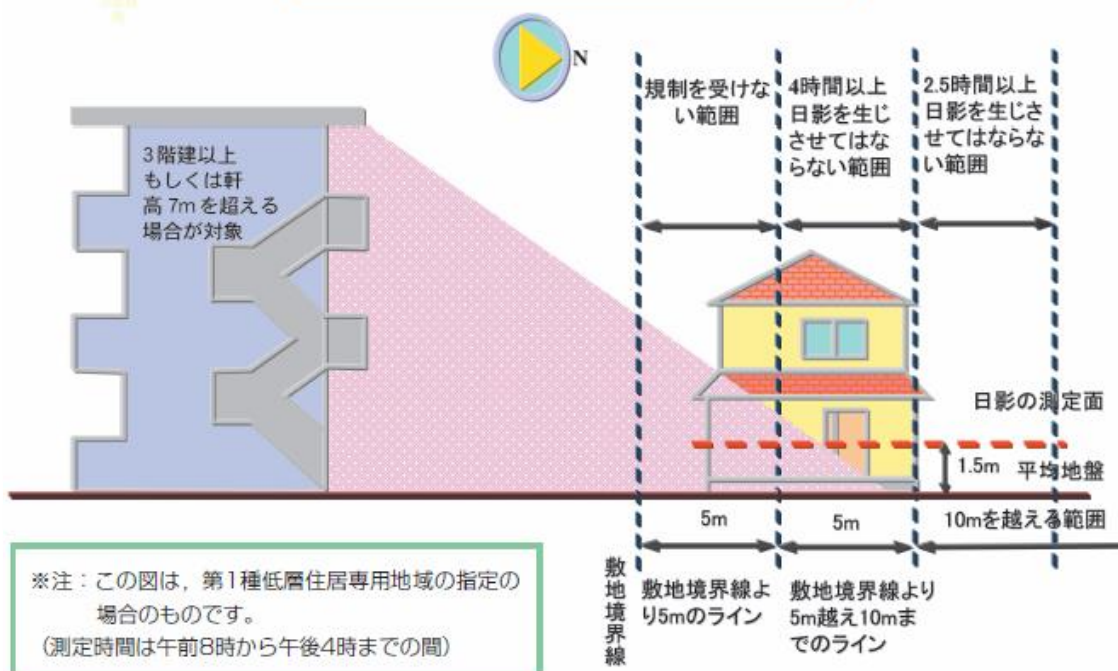 N
3階建以上
もしくは軒
高7mを超える
場合が対象
規制を受けな
い範囲
4時間以上
日影を生じ
させてはな
らない範囲
2.5時間以上
日影を生じさ
せてはならな
い範囲
日影の測定面
1.5m
平均地盤
5m
5m
10mを越える範囲
敷地境界線
敷地境界線よ
り5mのライン
敷地境界線より
5m越え10mま
でのライン
※注：この図は，第1種低層住居専用地域の指定の
場合のものです。
（測定時間は午前8時から午後4時までの間）